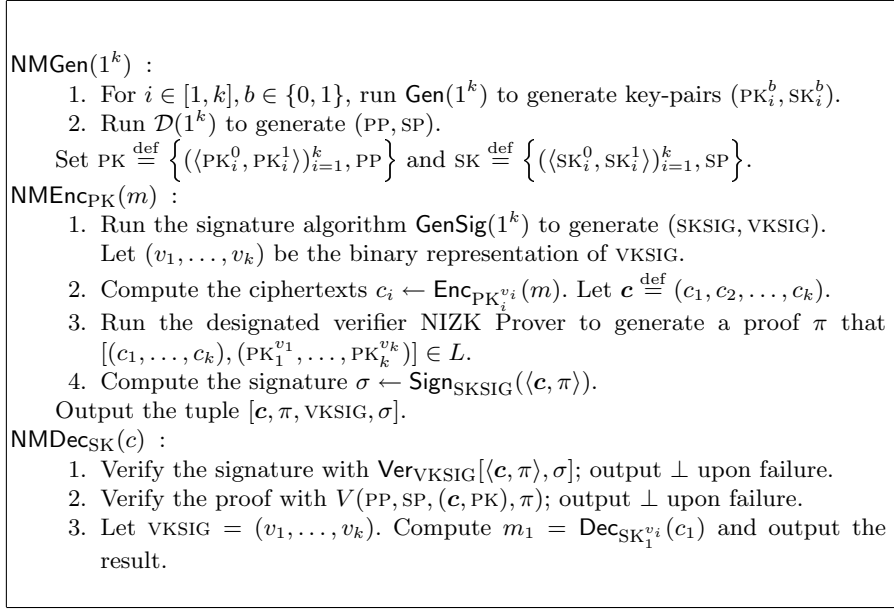 NMGen(1^k) :
1. For i ∈ [1, k], b ∈ {0, 1}, run Gen(1^k) to generate key-pairs (PK_i^b, SK_i^b).
2. Run 𝒟(1^k) to generate (PP, SP).
Set PK ≝ {(⟨PK_i^0, PK_i^1⟩)_{i=1}^k, PP} and SK ≝ {(⟨SK_i^0, SK_i^1⟩)_{i=1}^k, SP}.
NMEnc_PK(m) :
1. Run the signature algorithm GenSig(1^k) to generate (SKSIG, VKSIG).
Let (v_1, . . . , v_k) be the binary representation of VKSIG.
2. Compute the ciphertexts c_i ← Enc_{PK_i^{v_i}}(m). Let 𝒄 ≝ (c_1, c_2, . . . , c_k).
3. Run the designated verifier NIZK Prover to generate a proof π that
[(c_1, . . . , c_k), (PK_1^{v_1}, . . . , PK_k^{v_k})] ∈ L.
4. Compute the signature σ ← Sign_SKSIG(⟨𝒄, π⟩).
Output the tuple [𝒄, π, VKSIG, σ].
NMDec_SK(c) :
1. Verify the signature with Ver_VKSIG[⟨𝒄, π⟩, σ]; output ⊥ upon failure.
2. Verify the proof with V(PP, SP, (𝒄, PK), π); output ⊥ upon failure.
3. Let VKSIG = (v_1, . . . , v_k). Compute m_1 = Dec_{SK_1^{v_i}}(c_1) and output the
result.